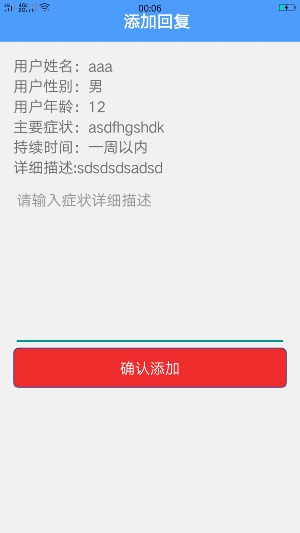 00:06
添加回复
用户姓名：aaa
用户性别：男
用户年龄：12
主要症状：asdfhgshdk
持续时间：一周以内
详细描述:sdsdsdsadsd
请输入症状详细描述
确认添加